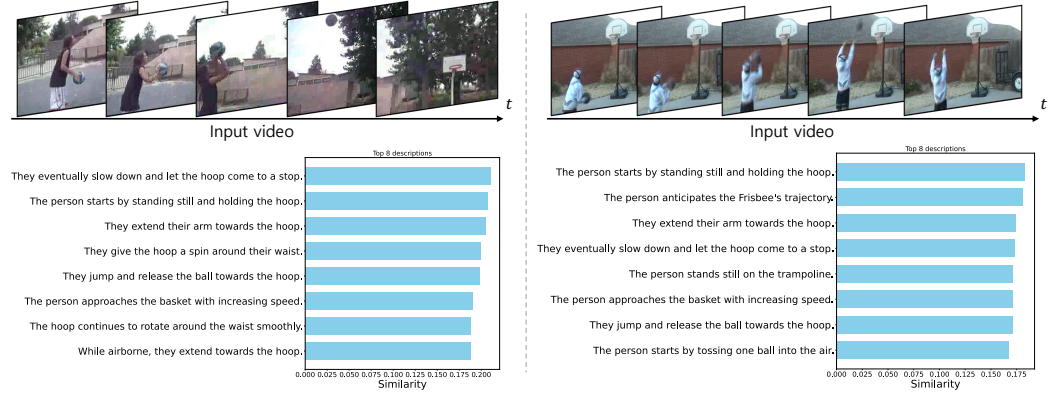 t
Input video
Top 8 descriptions
They eventually slow down and let the hoop come to a stop.
The person starts by standing still and holding the hoop.
They extend their arm towards the hoop.
They give the hoop a spin around their waist.
They jump and release the ball towards the hoop.
The person approaches the basket with increasing speed.
The hoop continues to rotate around the waist smoothly.
While airborne, they extend towards the hoop.
0.000 0.025 0.050 0.075 0.100 0.125 0.150 0.175 0.200
Similarity
t
Input video
Top 8 descriptions
The person starts by standing still and holding the hoop.
The person anticipates the Frisbee's trajectory.
They extend their arm towards the hoop.
They eventually slow down and let the hoop come to a stop.
The person stands still on the trampoline.
The person approaches the basket with increasing speed.
They jump and release the ball towards the hoop.
The person starts by tossing one ball into the air.
0.000 0.025 0.050 0.075 0.100 0.125 0.150 0.175
Similarity